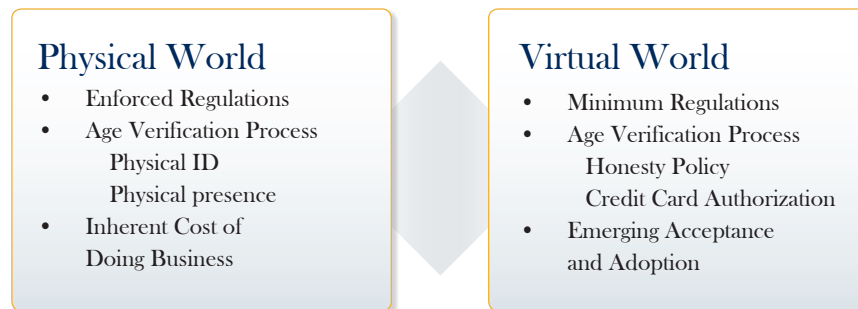 Physical World
• Enforced Regulations
• Age Verification Process
Physical ID
Physical presence
• Inherent Cost of
Doing Business
Virtual World
• Minimum Regulations
• Age Verification Process
Honesty Policy
Credit Card Authorization
• Emerging Acceptance
and Adoption